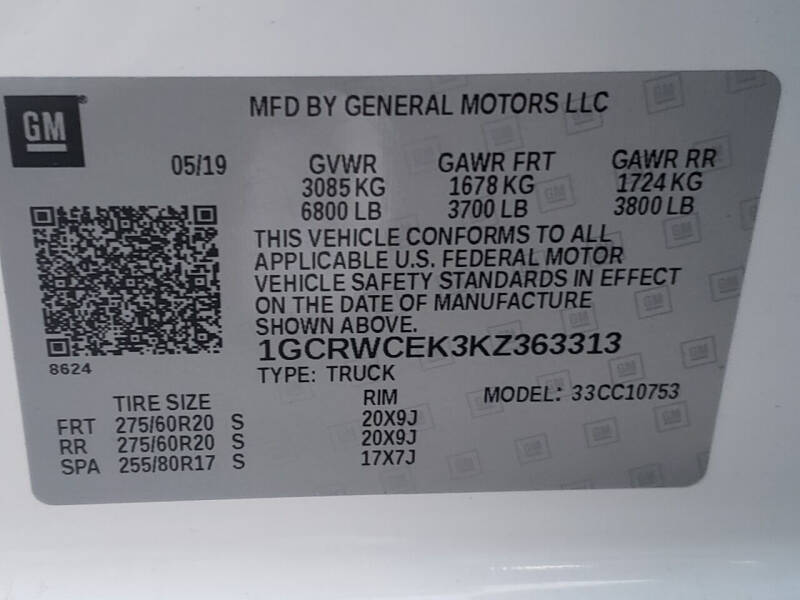 GM
MFD BY GENERAL MOTORS LLC
05/19 GVWR GAWR FRT GAWR RR
3085 KG 1678 KG 1724 KG
6800 LB 3700 LB 3800 LB
THIS VEHICLE CONFORMS TO ALL
APPLICABLE U.S. FEDERAL MOTOR
VEHICLE SAFETY STANDARDS IN EFFECT
ON THE DATE OF MANUFACTURE
SHOWN ABOVE.
1GCRWCEK3KZ363313
8624
TYPE: TRUCK
TIRE SIZE RIM MODEL: 33CC10753
FRT 275/60R20 S 20X9J
RR 275/60R20 S 20X9J
SPA 255/80R17 S 17X7J